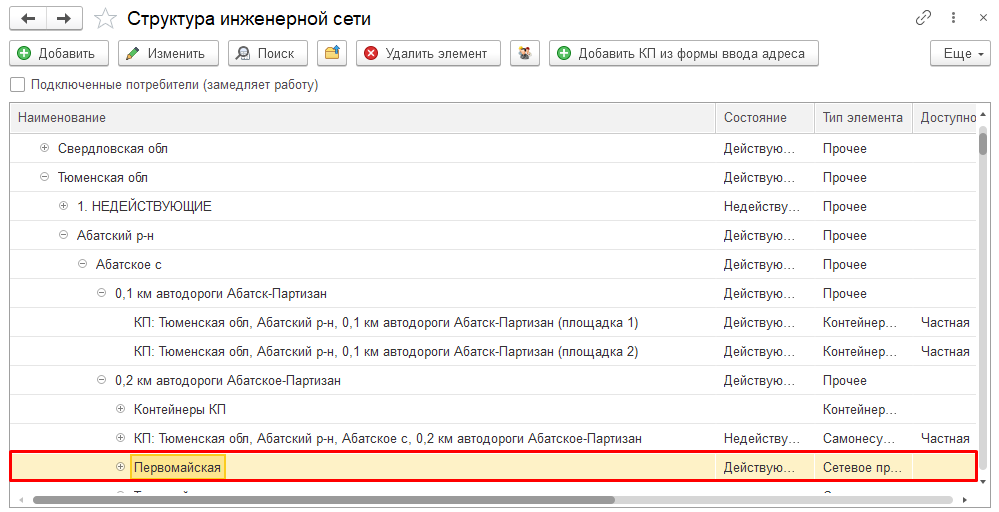 Структура инженерной сети
Добавить Изменить Поиск Удалить элемент Добавить КП из формы ввода адреса Еще
Подключенные потребители (замедляет работу)
Наименование Состояние Тип элемента Доступно
Свердловская обл Действую... Прочее
Тюменская обл Действую... Прочее
1. НЕДЕЙСТВУЮЩИЕ Недейству... Прочее
Абатский р-н Действую... Прочее
Абатское с Действую... Прочее
0,1 км автодороги Абатск-Партизан Действую... Прочее
КП: Тюменская обл, Абатский р-н, 0,1 км автодороги Абатск-Партизан (площадка 1) Действую... Контейнер... Частная
КП: Тюменская обл, Абатский р-н, 0,1 км автодороги Абатск-Партизан (площадка 2) Действую... Контейнер... Частная
0,2 км автодороги Абатское-Партизан Действую... Прочее
Контейнеры КП Контейнер...
КП: Тюменская обл, Абатский р-н, Абатское с, 0,2 км автодороги Абатское-Партизан Недейству... Самонесу... Частная
Первомайская Действую... Сетевое пр...